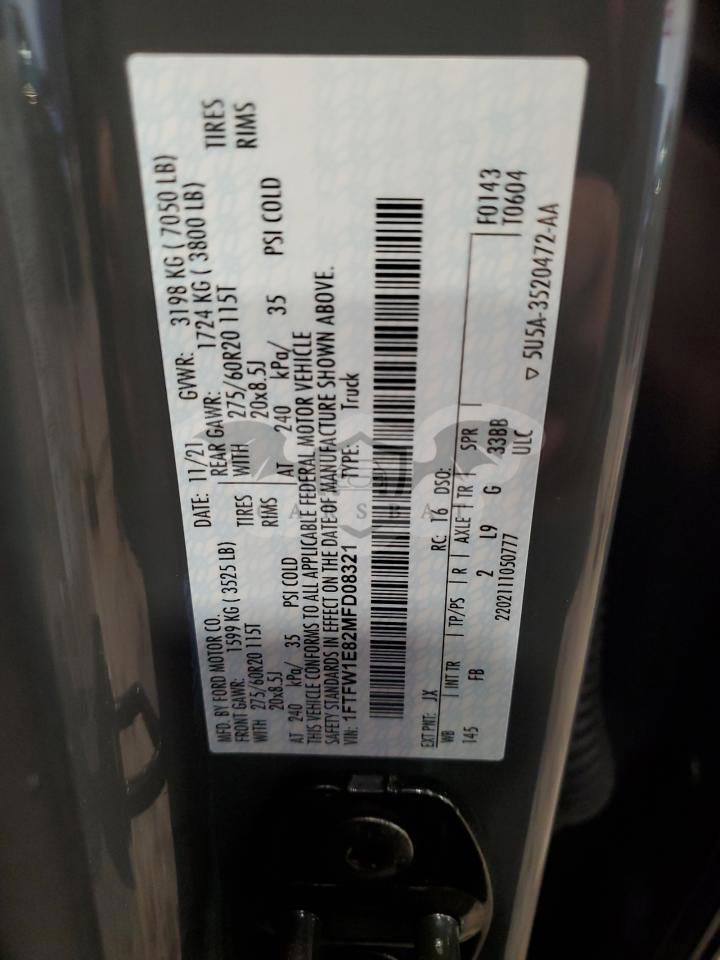 MFD. BY FORD MOTOR CO.
DATE: 11/21 GVWR: 3198 KG ( 7050 LB)
FRONT GAWR: 1599 KG ( 3525 LB)
REAR GAWR: 1724 KG ( 3800 LB)
WITH 275/60R20 115T TIRES
WITH 275/60R20 115T TIRES
20x8.5J RIMS
20x8.5J RIMS
AT 240 kPa/ 35 PSI COLD
AT 240 kPa/ 35 PSI COLD
THIS VEHICLE CONFORMS TO ALL APPLICABLE FEDERAL MOTOR VEHICLE
SAFETY STANDARDS IN EFFECT ON THE DATE OF MANUFACTURE SHOWN ABOVE.
VIN: 1FTFW1E82MFD08321 TYPE: Truck
EXT PNT: JX RC: T6 DSO: F0143
WB INT TR TP/PS R AXLE TR SPR T0604
145 FB 2 L9 G 33BB
2202111050777 ULC ▽ 5U5A-3520472-AA